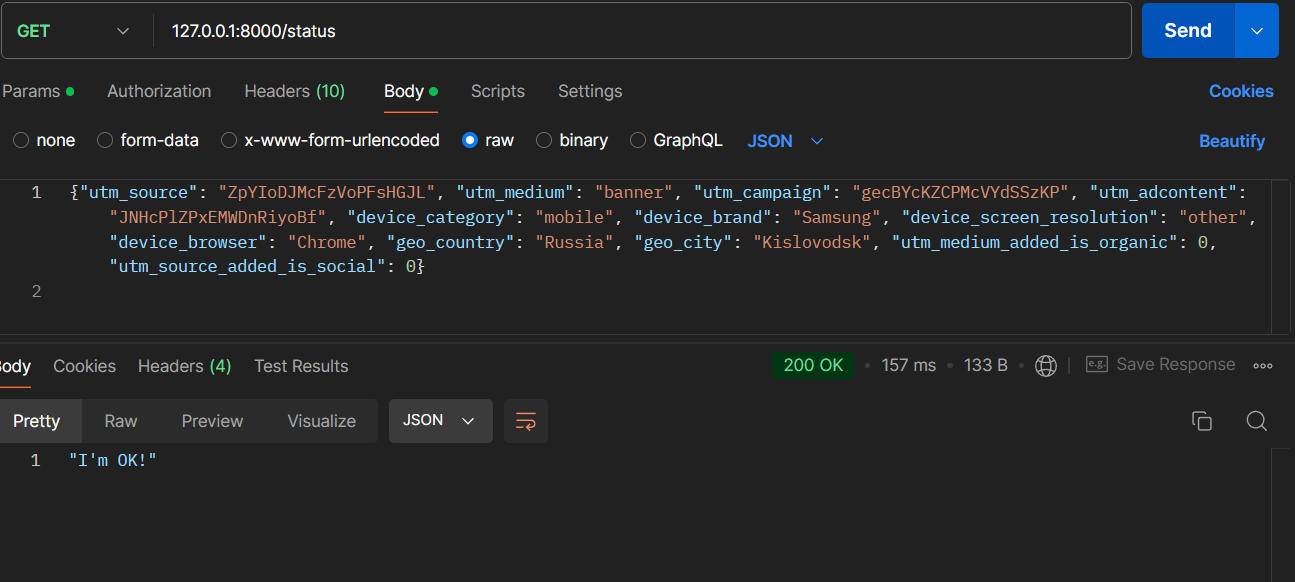 GET 127.0.0.1:8000/status Send
Params Authorization Headers (10) Body Scripts Settings Cookies
none form-data x-www-form-urlencoded raw binary GraphQL JSON Beautify
1 {"utm_source": "ZpYIoDJMcFzVoPFsHGJL", "utm_medium": "banner", "utm_campaign": "gecBYcKZCPMcVYdSSzKP", "utm_adcontent":
"JNHcPlZPxEMWDnRiyoBf", "device_category": "mobile", "device_brand": "Samsung", "device_screen_resolution": "other",
"device_browser": "Chrome", "geo_country": "Russia", "geo_city": "Kislovodsk", "utm_medium_added_is_organic": 0,
"utm_source_added_is_social": 0}
2
Body Cookies Headers (4) Test Results 200 OK • 157 ms • 133 B • e.g. Save Response
Pretty Raw Preview Visualize JSON
1 "I'm OK!"